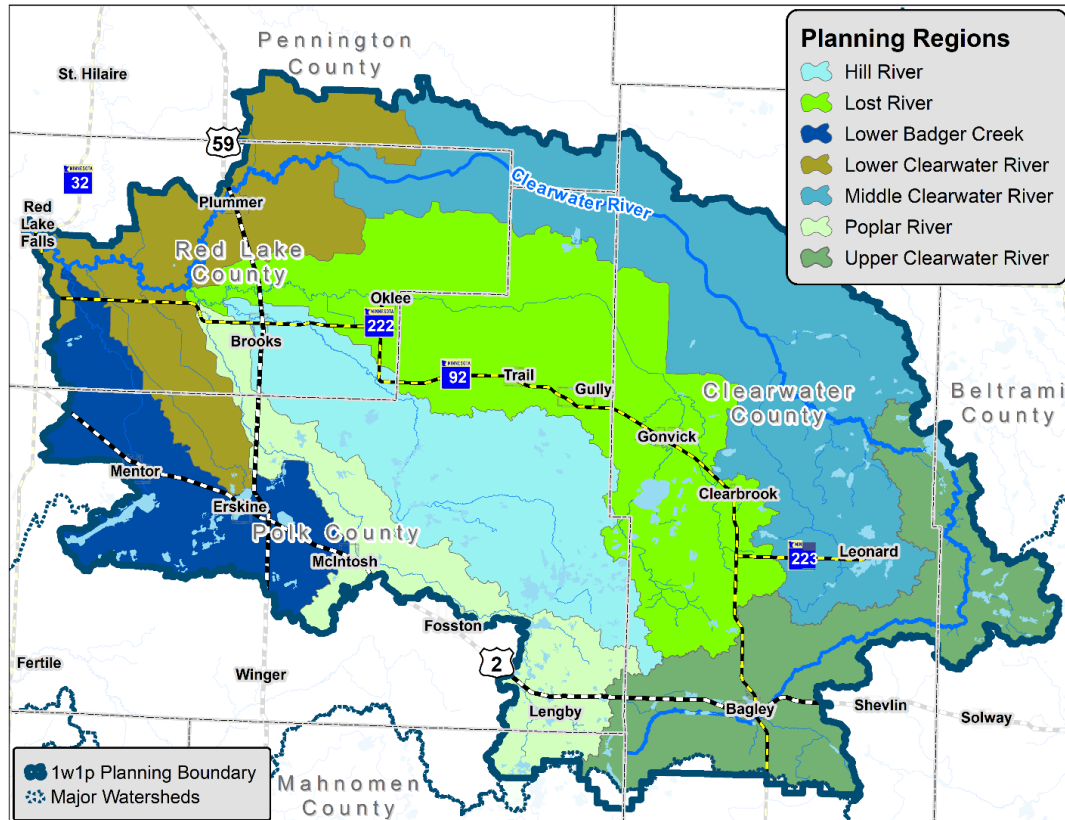 Pennington
County
St. Hilaire
59
MINNESOTA
32
Plummer
Red
Lake
Falls
Clearwater River
Red Lake
County
Oklee
MINNESOTA
222
Brooks
MINNESOTA
92
Trail
Gully
Clearwater
County
Beltrami
County
Gonvick
Mentor
Clearbrook
Erskine
Polk County
223
Leonard
McIntosh
Fosston
Fertile
Winger
2
Lengby
Bagley
Shevlin
Solway
Mahnomen
County
Planning Regions
Hill River
Lost River
Lower Badger Creek
Lower Clearwater River
Middle Clearwater River
Poplar River
Upper Clearwater River
1w1p Planning Boundary
Major Watersheds